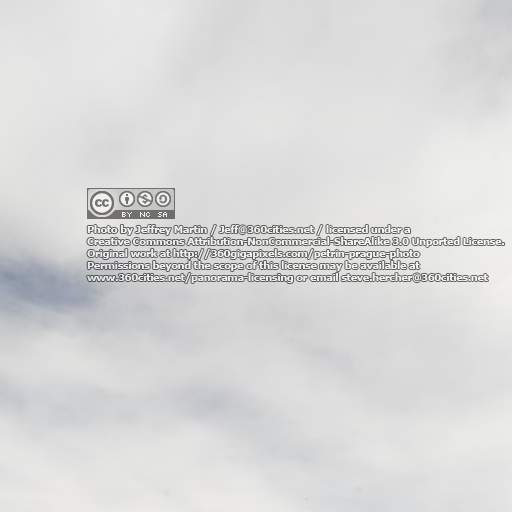 cc BY NC SA
Photo by Jeffrey Martin / Jeff@360cities.net / licensed under a
Creative Commons Attribution-NonCommercial-ShareAlike 3.0 Unported License.
Original work at http://360gigapixels.com/petrin-prague-photo
Permissions beyond the scope of this license may be available at
www.360cities.net/panorama-licensing or email steve.hercher@360cities.net